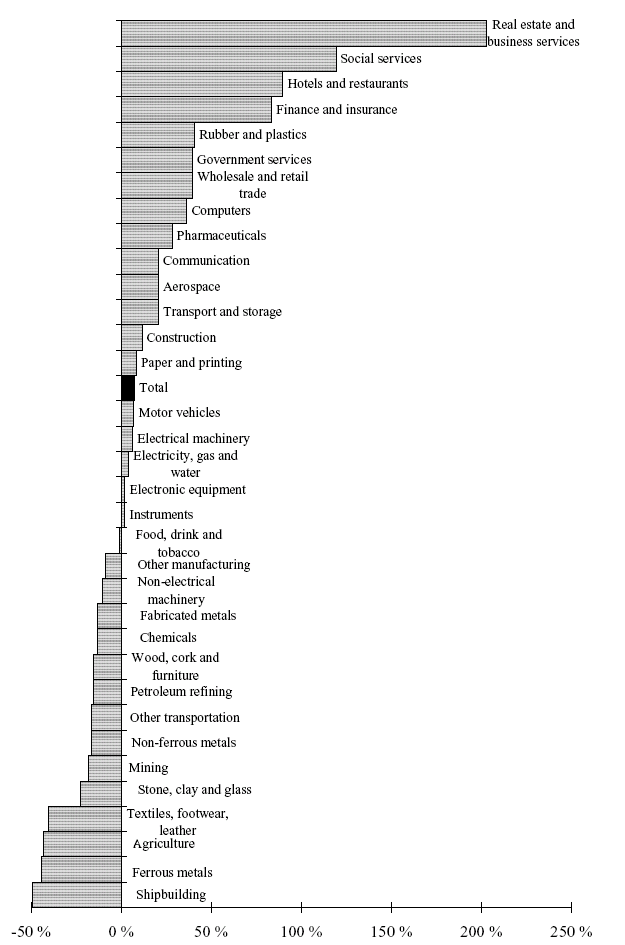 Real estate and
business services
Social services
Hotels and restaurants
Finance and insurance
Rubber and plastics
Government services
Wholesale and retail
trade
Computers
Pharmaceuticals
Communication
Aerospace
Transport and storage
Construction
Paper and printing
Total
Motor vehicles
Electrical machinery
Electricity, gas and
water
Electronic equipment
Instruments
Food, drink and
tobacco
Other manufacturing
Non-electrical
machinery
Fabricated metals
Chemicals
Wood, cork and
furniture
Petroleum refining
Other transportation
Non-ferrous metals
Mining
Stone, clay and glass
Textiles, footwear,
leather
Agriculture
Ferrous metals
Shipbuilding
-50 % 0 % 50 % 100 % 150 % 200 % 250 %